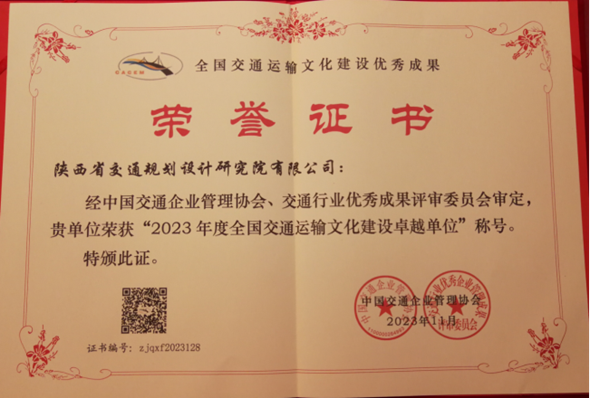 全国交通运输文化建设优秀成果
荣誉证书
陕西省交通规划设计研究院有限公司：
经中国交通企业管理协会、交通行业优秀成果评审委员会审定，
贵单位荣获“2023年度全国交通运输文化建设卓越单位”称号。
特颁此证。
中国交通企业管理协会
2023年11月
证书编号：zjqxf2023128